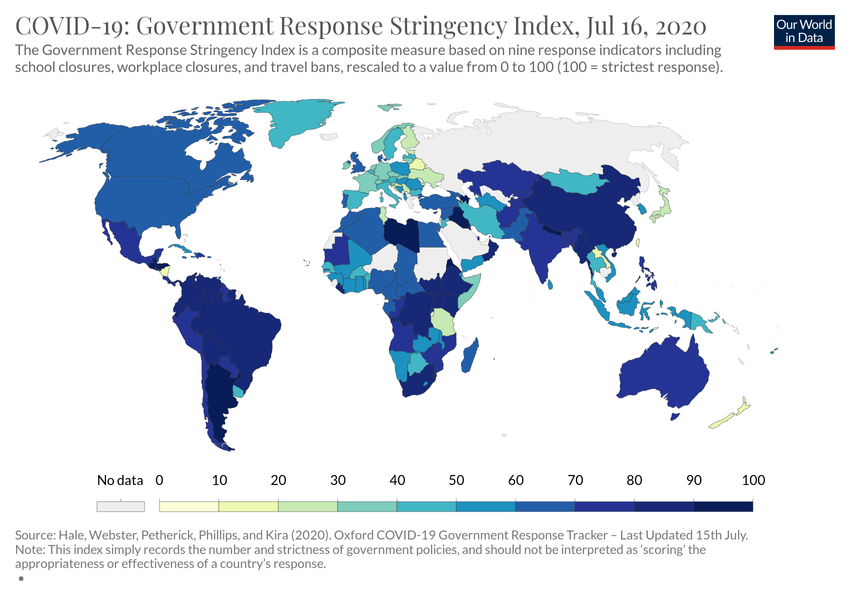 COVID-19: Government Response Stringency Index, Jul 16, 2020
Our World
in Data
The Government Response Stringency Index is a composite measure based on nine response indicators including
school closures, workplace closures, and travel bans, rescaled to a value from 0 to 100 (100 = strictest response).
No data 0 10 20 30 40 50 60 70 80 90 100
Source: Hale, Webster, Petherick, Phillips, and Kira (2020). Oxford COVID-19 Government Response Tracker – Last Updated 15th July.
Note: This index simply records the number and strictness of government policies, and should not be interpreted as ‘scoring’ the
appropriateness or effectiveness of a country’s response.